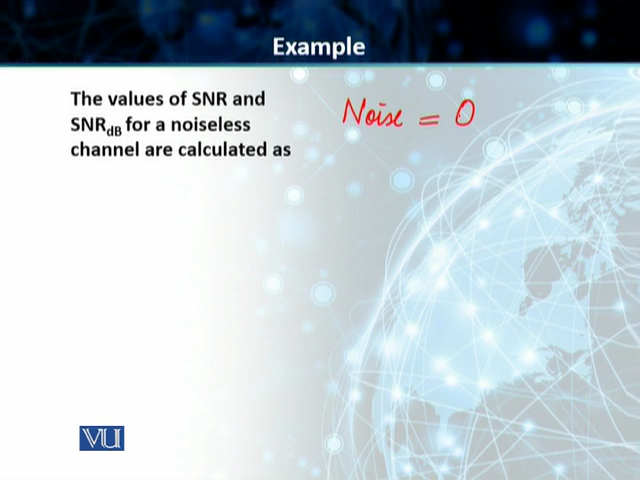 Example
The values of SNR and
SNRdB for a noiseless
channel are calculated as
Noise = 0
VU